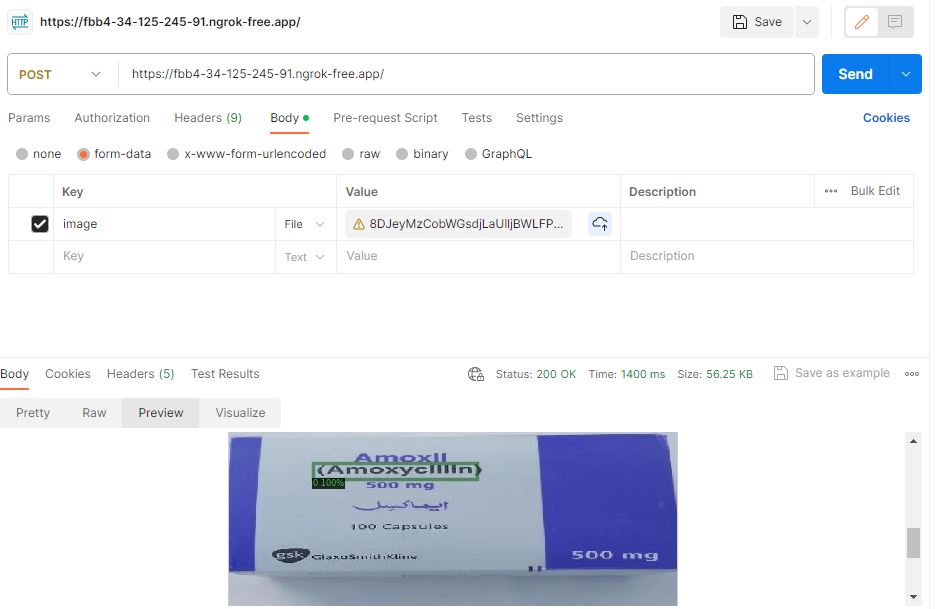 HTTP https://fbb4-34-125-245-91.ngrok-free.app/ Save
POST https://fbb4-34-125-245-91.ngrok-free.app/ Send
Params Authorization Headers (9) Body Pre-request Script Tests Settings Cookies
none form-data x-www-form-urlencoded raw binary GraphQL
Key Value Description Bulk Edit
image File 8DJeyMzCobWGsdjLaUlljBWLFP...
Key Text Value Description
Body Cookies Headers (5) Test Results Status: 200 OK Time: 1400 ms Size: 56.25 KB Save as example
Pretty Raw Preview Visualize
Amoxil
(Amoxycillin)
0 100%
500 mg
100 Capsules
gsk GlaxoSmithKline
500 mg